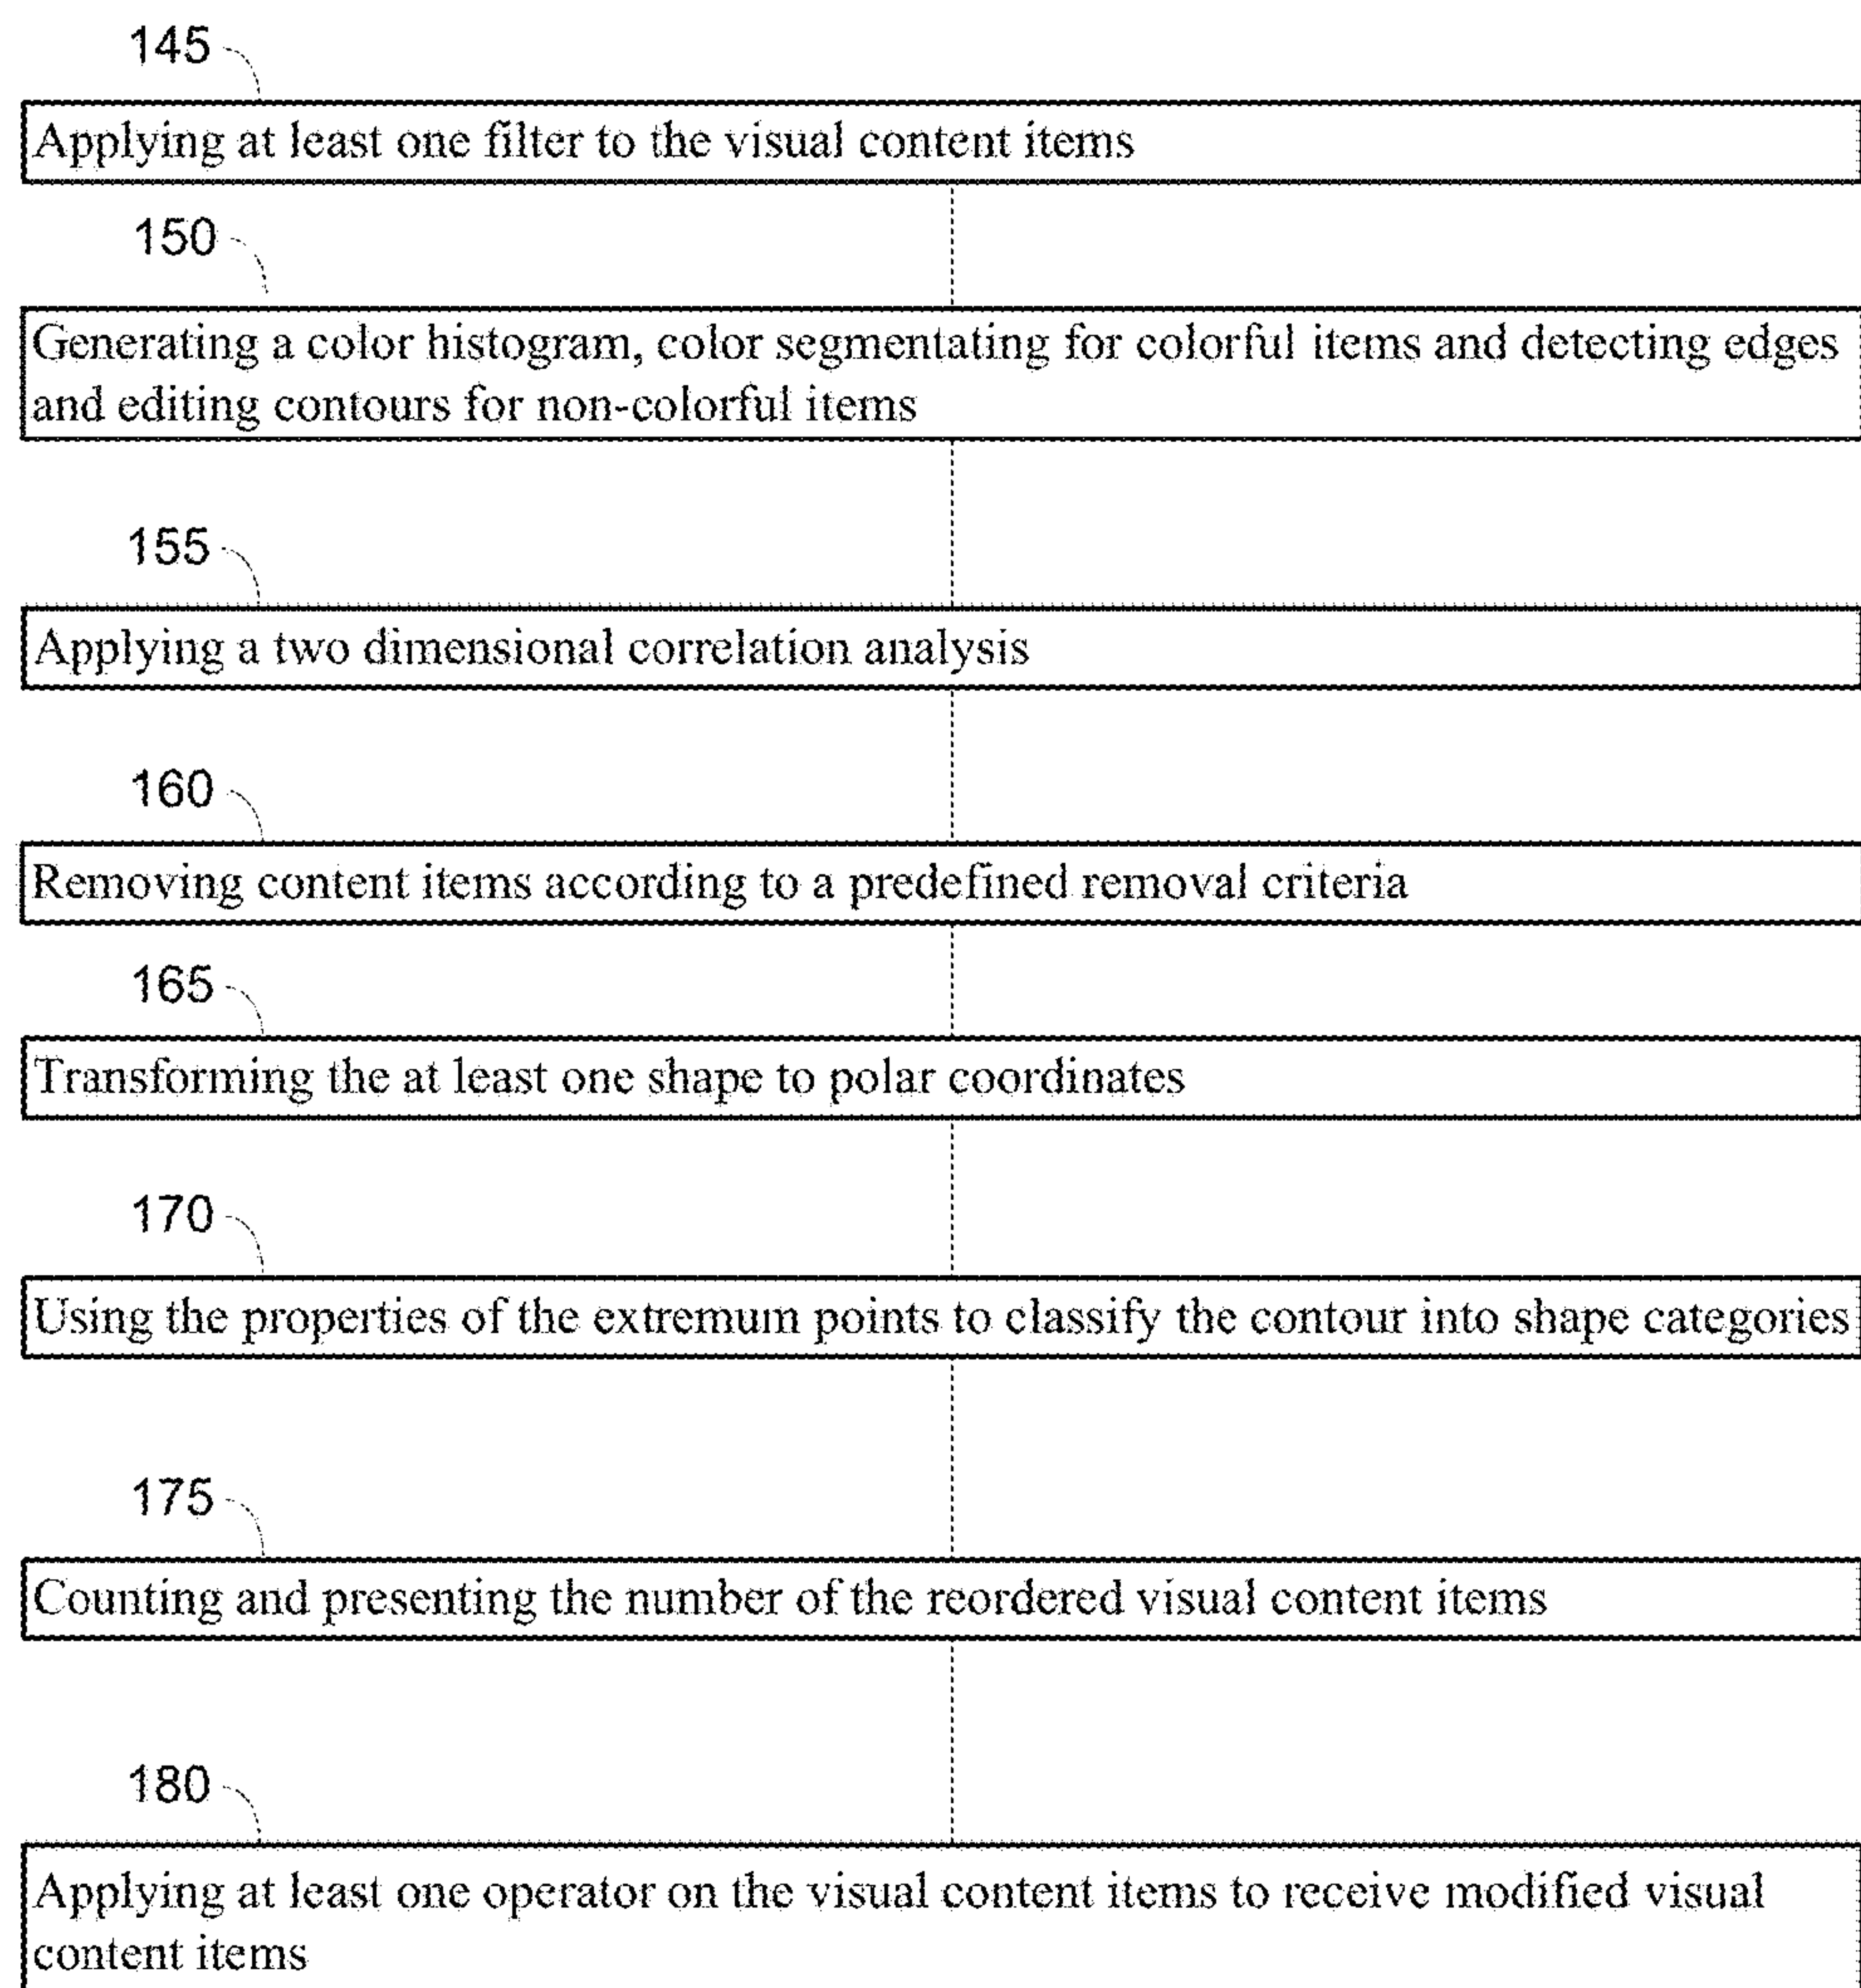 145
Applying at least one filter to the visual content items
150
Generating a color histogram, color segmentating for colorful items and detecting edges
and editing contours for non-colorful items
155
Applying a two dimensional correlation analysis
160
Removing content items according to a predefined removal criteria
165
Transforming the at least one shape to polar coordinates
170
Using the properties of the extremum points to classify the contour into shape categories
175
Counting and presenting the number of the reordered visual content items
180
Applying at least one operator on the visual content items to receive modified visual
content items